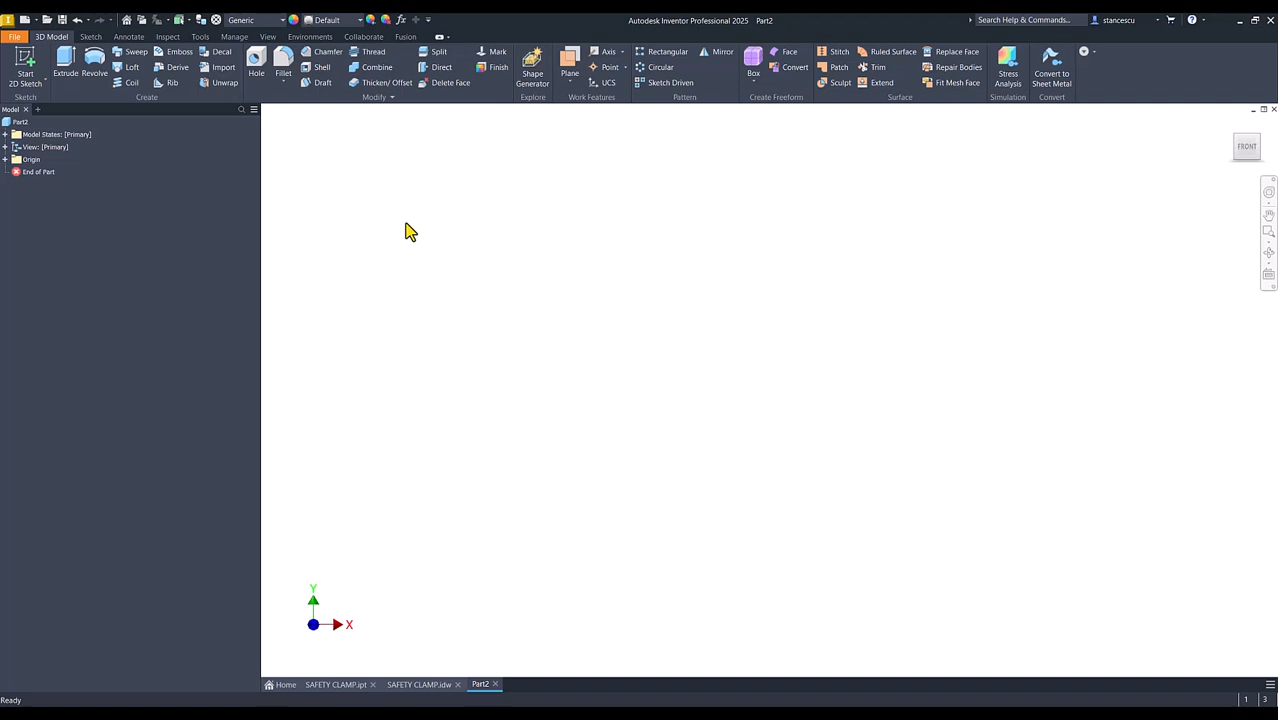 Generic Default fx Autodesk Inventor Professional 2025 Part2 Search Help & Commands... stancescu
File 3D Model Sketch Annotate Inspect Tools Manage View Environments Collaborate Fusion
Start
2D Sketch
Extrude Revolve Sweep Loft Coil Emboss Derive Rib Decal Import Unwrap
Hole Fillet Chamfer Shell Draft Thread Combine Thicken/ Offset Split Direct Delete Face Mark Finish
Shape
Generator
Plane Axis Point UCS
Rectangular Circular Sketch Driven Mirror
Box Face Convert
Stitch Patch Sculpt Ruled Surface Trim Extend Replace Face Repair Bodies Fit Mesh Face
Stress
Analysis
Convert to
Sheet Metal
Sketch Create Modify Explore Work Features Pattern Create Freeform Surface Simulation Convert
Model
Part2
Model States: [Primary]
View: [Primary]
Origin
End of Part
FRONT
Y
X
Home SAFETY CLAMP.ipt SAFETY CLAMP.idw Part2
Ready 1 3